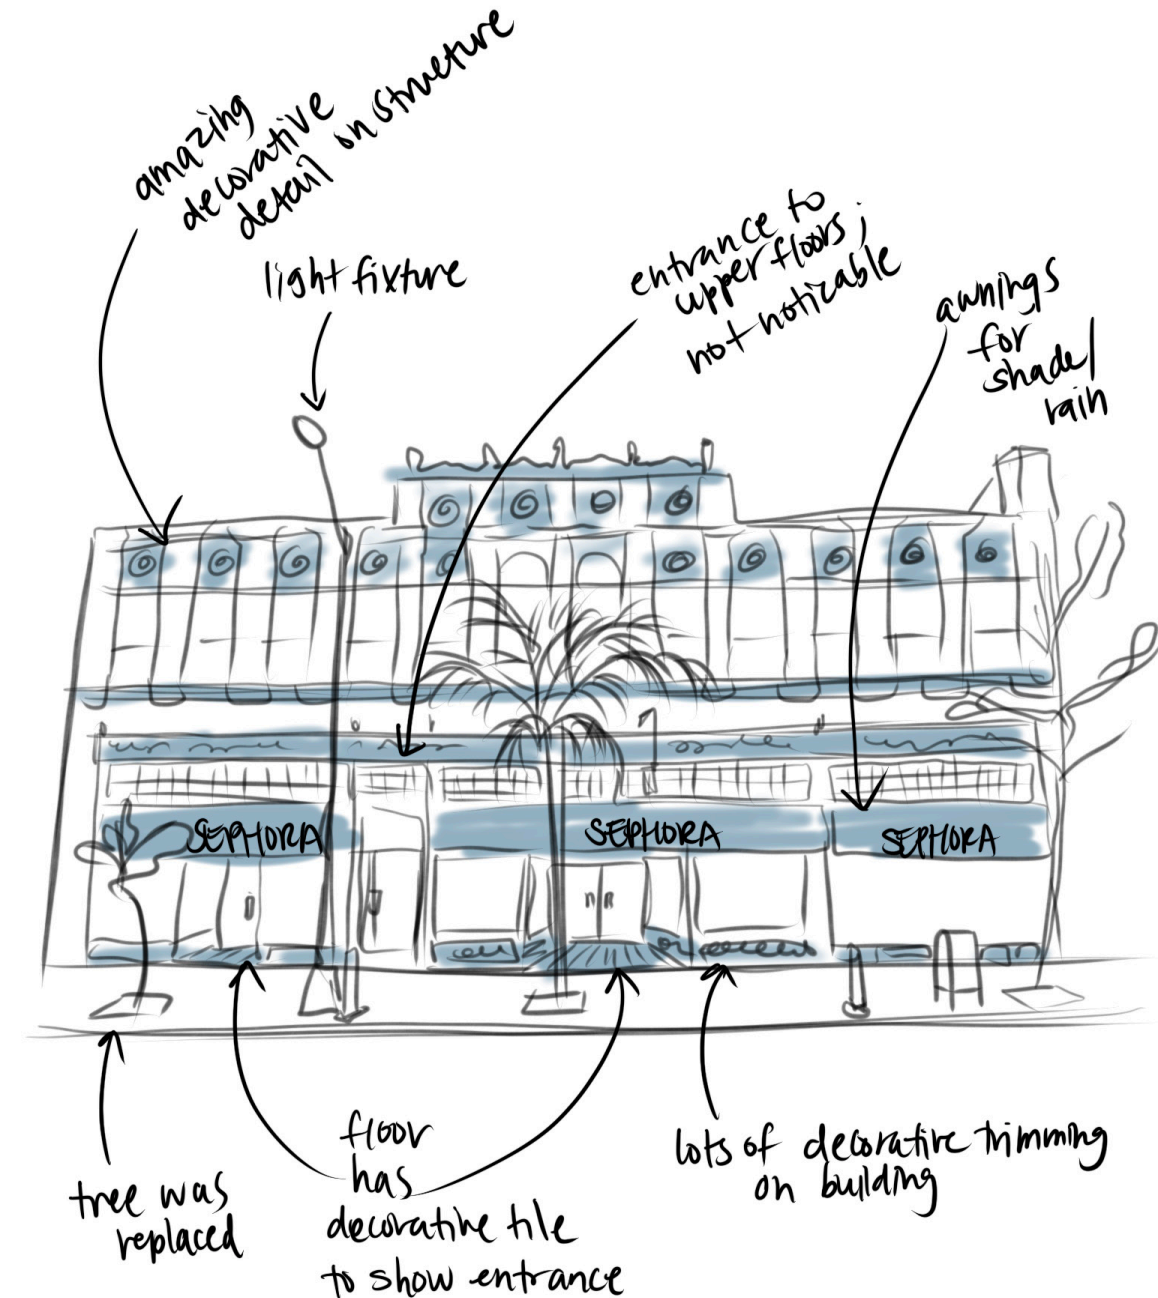 amazing
decorative
detail on structure
light fixture
entrance to
upper floors;
not noticable
awnings
for
shade/
rain
SEPHORA
SEPHORA
SEPHORA
tree was
replaced
floor
has
decorative tile
to show entrance
lots of decorative trimming
on building